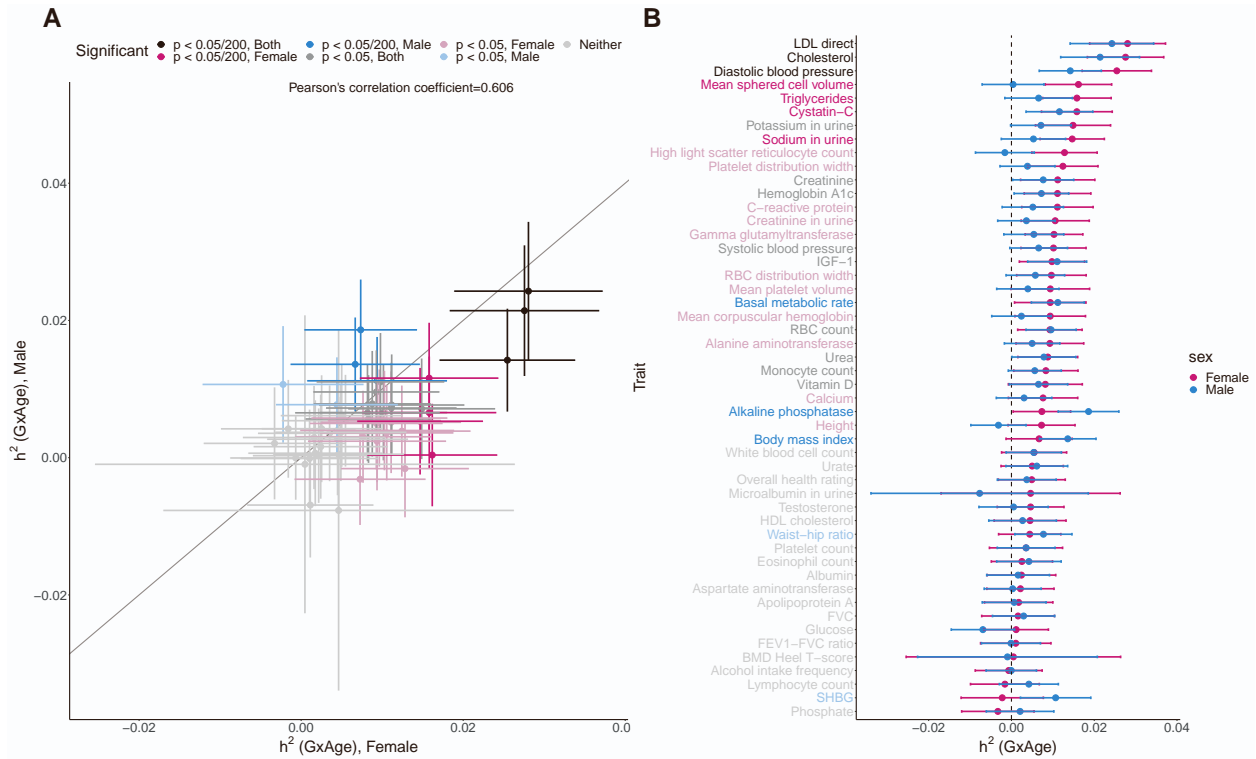 A
Significant
p < 0.05/200, Both
p < 0.05/200, Male
p < 0.05, Female
Neither
p < 0.05/200, Female
p < 0.05, Both
p < 0.05, Male
Pearson's correlation coefficient=0.606
0.04
0.02
0.00
−0.02
h² (GxAge), Male
−0.02
0.00
0.02
0.0
h² (GxAge), Female
B
Trait
LDL direct
Cholesterol
Diastolic blood pressure
Mean sphered cell volume
Triglycerides
Cystatin−C
Potassium in urine
Sodium in urine
High light scatter reticulocyte count
Platelet distribution width
Creatinine
Hemoglobin A1c
C−reactive protein
Creatinine in urine
Gamma glutamyltransferase
Systolic blood pressure
IGF−1
RBC distribution width
Mean platelet volume
Basal metabolic rate
Mean corpuscular hemoglobin
RBC count
Alanine aminotransferase
Urea
Monocyte count
Vitamin D
Calcium
Alkaline phosphatase
Height
Body mass index
White blood cell count
Urate
Overall health rating
Microalbumin in urine
Testosterone
HDL cholesterol
Waist−hip ratio
Platelet count
Eosinophil count
Albumin
Aspartate aminotransferase
Apolipoprotein A
FVC
Glucose
FEV1−FVC ratio
BMD Heel T−score
Alcohol intake frequency
Lymphocyte count
SHBG
Phosphate
−0.02
0.00
0.02
0.04
h² (GxAge)
sex
Female
Male